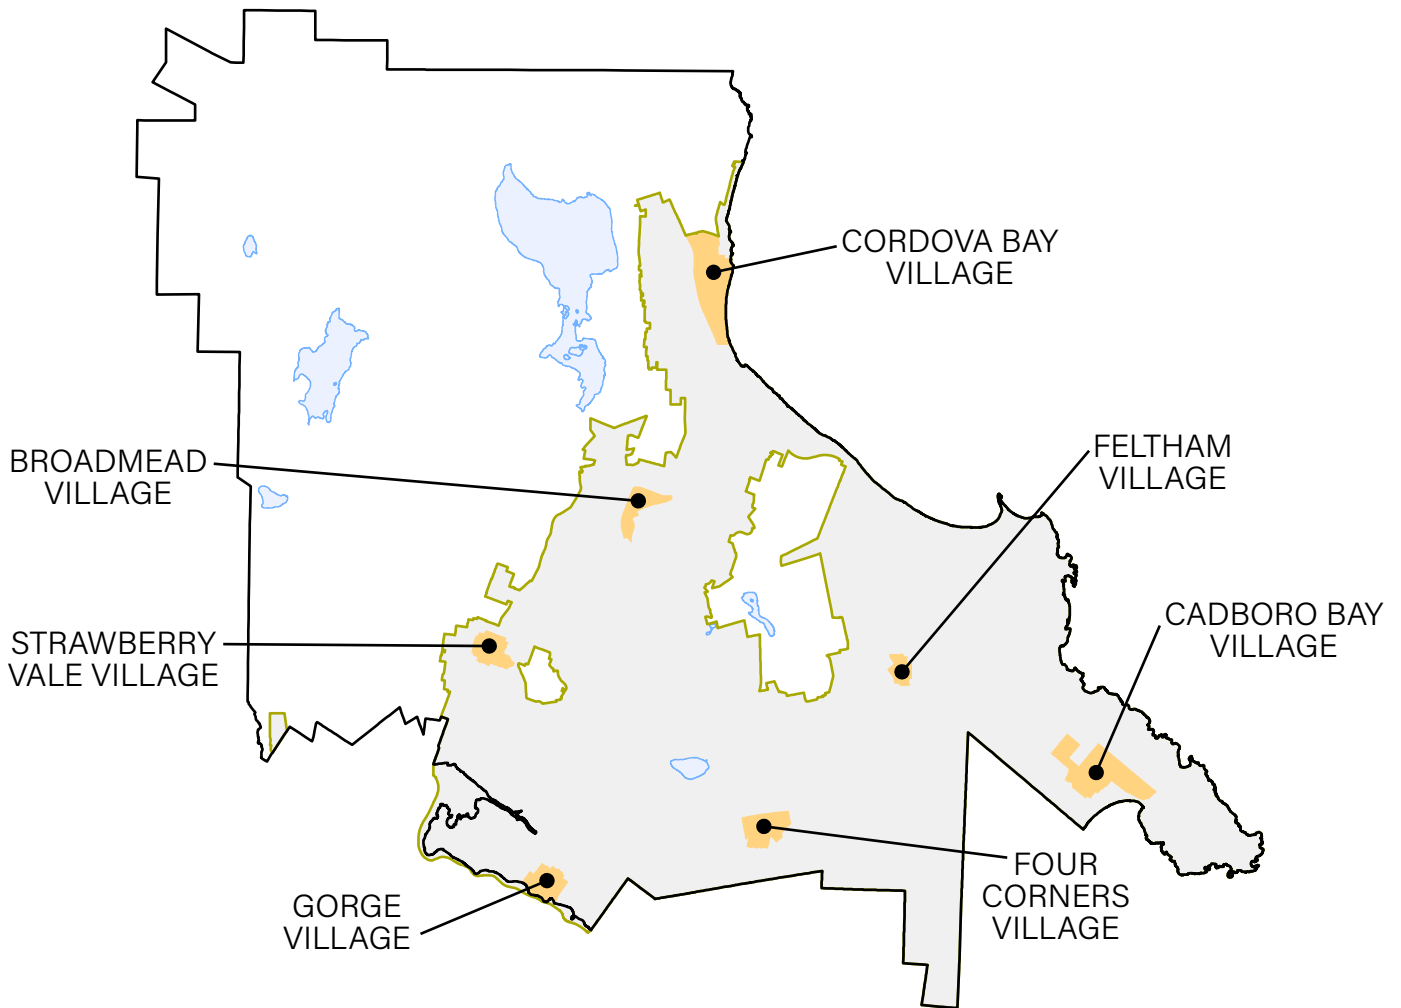 CORDOVA BAY
VILLAGE
BROADMEAD
VILLAGE
FELTHAM
VILLAGE
CADBORO BAY
VILLAGE
STRAWBERRY
VALE VILLAGE
FOUR
CORNERS
VILLAGE
GORGE
VILLAGE